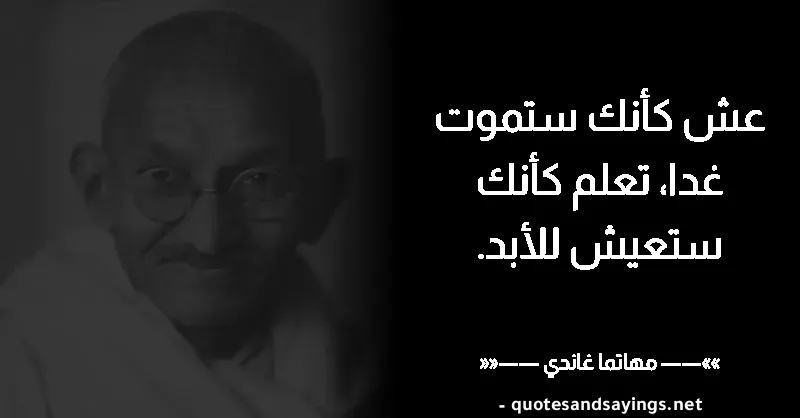 عش كأنك ستموت
غدا، تعلم كأنك
ستعيش للأبد.
»»—— مهاتما غاندي ——««
- quotesandsayings.net